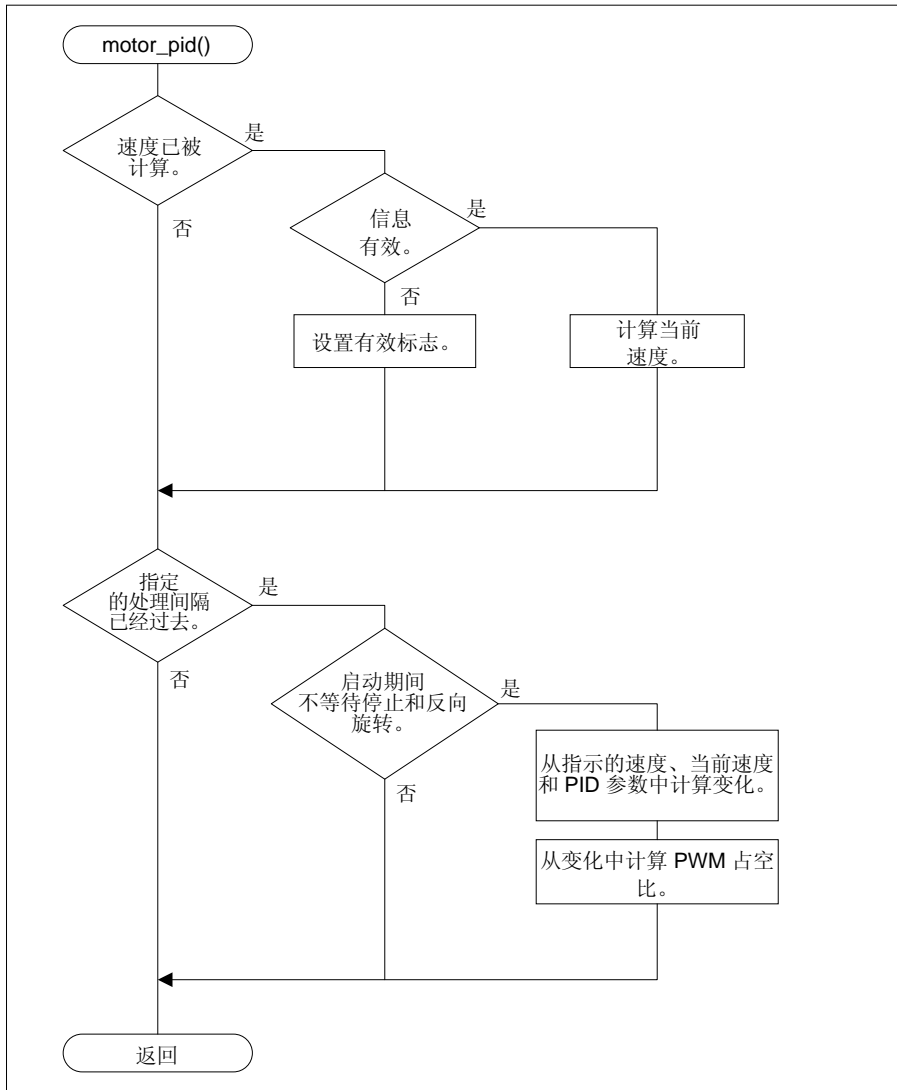 motor_pid()
速度已被
计算。
是
否
信息
有效。
是
否
设置有效标志。
计算当前
速度。
指定
的处理间隔
已经过去。
是
否
启动期间
不等待停止和反向
旋转。
是
否
从指示的速度、当前速度
和 PID 参数中计算变化。
从变化中计算 PWM 占空
比。
返回